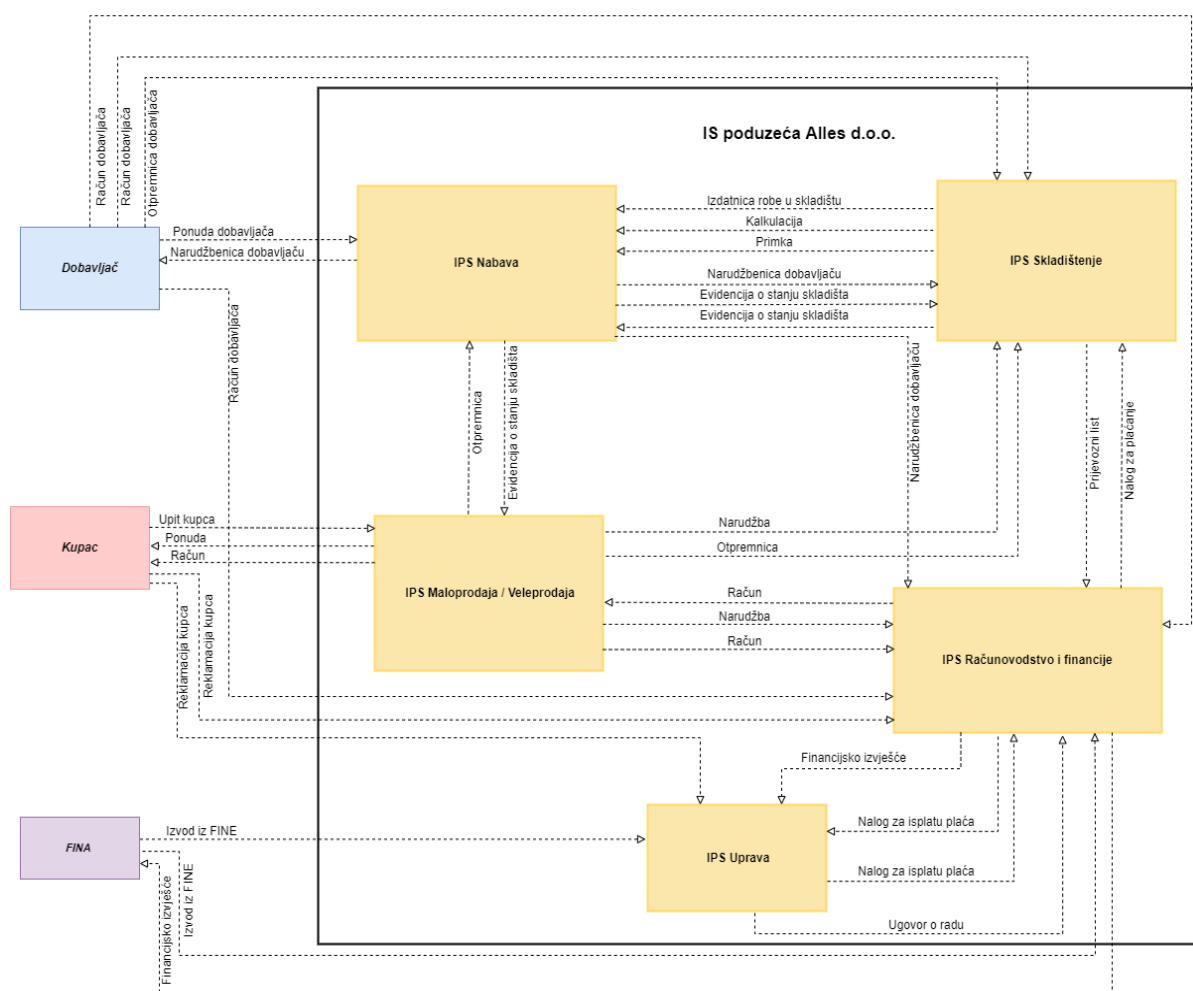 IS poduzeća Alles d.o.o.
Račun dobavljača
Račun dobavljača
Otpremnica dobavljača
Dobavljač
Ponuda dobavljača
Narudžbenica dobavljaču
Račun dobavljača
IPS Nabava
Izdatnica robe u skladištu
Kalkulacija
Primka
Narudžbenica dobavljaču
Evidencija o stanju skladišta
Evidencija o stanju skladišta
IPS Skladištenje
Otpremnica
Evidencija o stanju skladišta
Narudžbenica dobavljaču
Prijevozni list
Nalog za plaćanje
Kupac
Upit kupca
Ponuda
Račun
Reklamacija kupca
Reklamacija kupca
IPS Maloprodaja / Veleprodaja
Narudžba
Otpremnica
Račun
Narudžba
Račun
IPS Računovodstvo i financije
Financijsko izvješće
FINA
Izvod iz FINE
Izvod iz FINE
Financijsko izvješće
IPS Uprava
Nalog za isplatu plaća
Nalog za isplatu plaća
Ugovor o radu